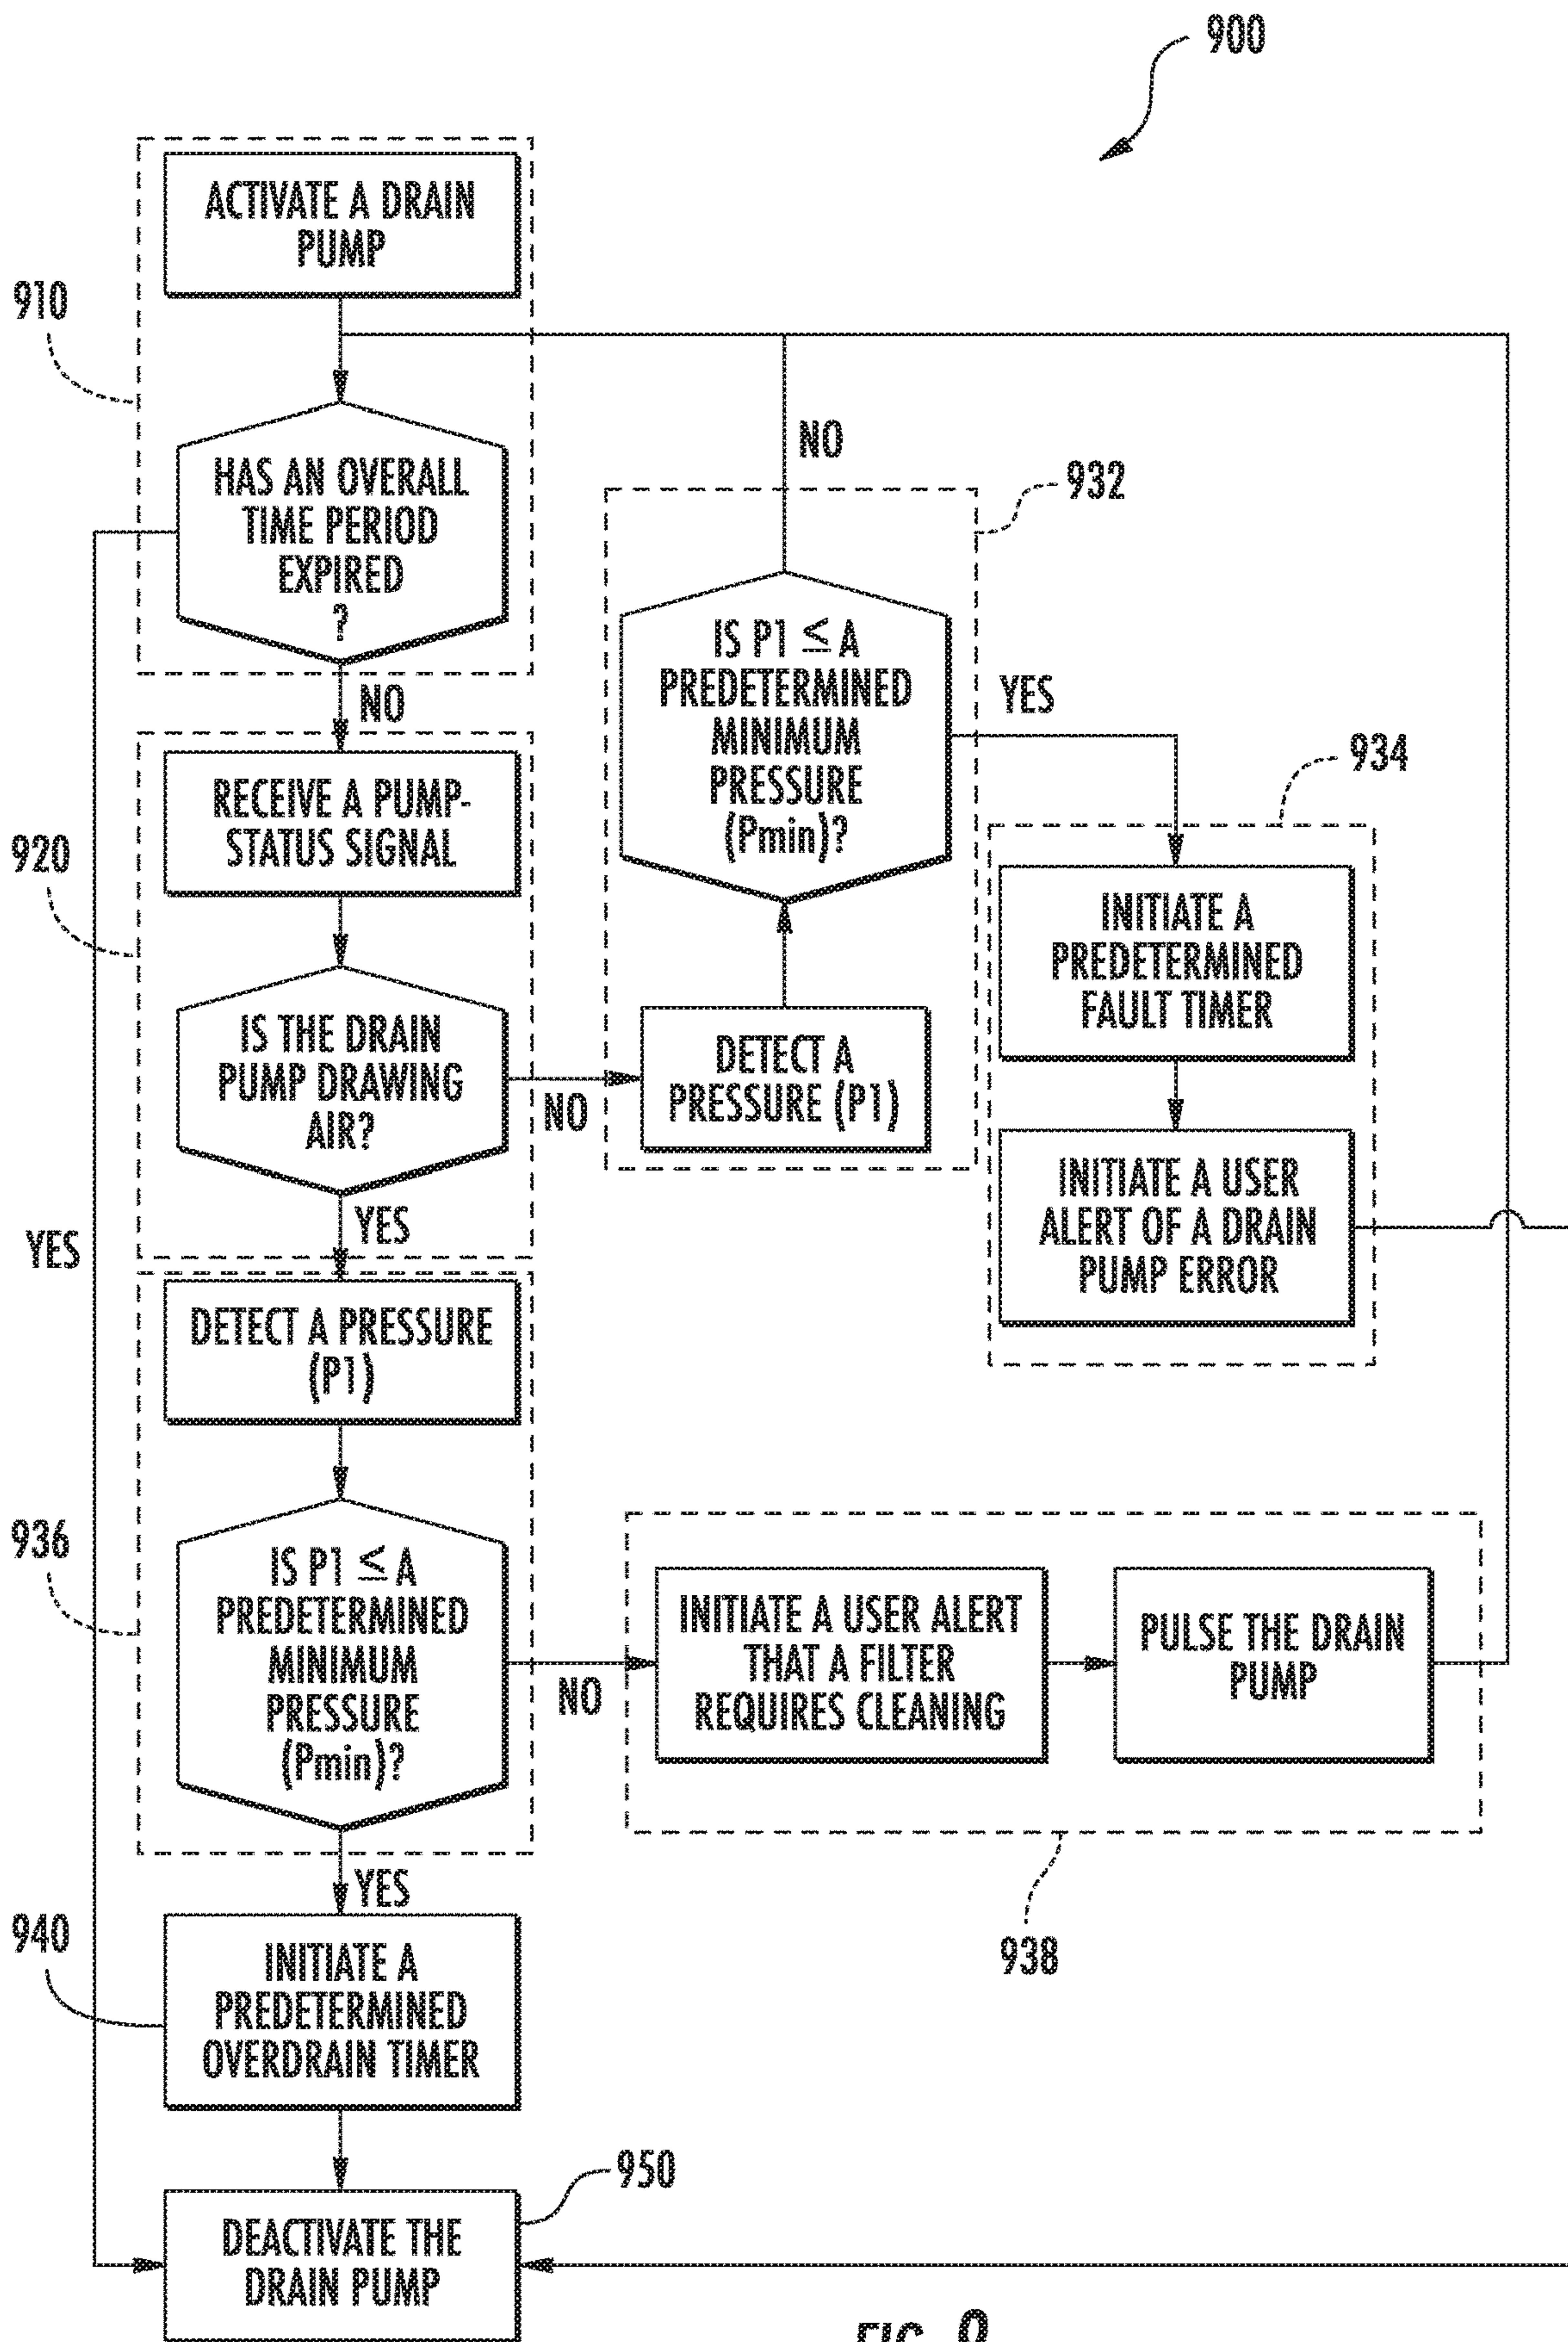 900
ACTIVATE A DRAIN
PUMP
910
HAS AN OVERALL
TIME PERIOD
EXPIRED
?
NO
932
IS P1 ≤ A
PREDETERMINED
MINIMUM
PRESSURE
(Pmin)?
YES
NO
RECEIVE A PUMP-
STATUS SIGNAL
920
934
INITIATE A
PREDETERMINED
FAULT TIMER
IS THE DRAIN
PUMP DRAWING
AIR?
NO
DETECT A
PRESSURE (P1)
INITIATE A USER
ALERT OF A DRAIN
PUMP ERROR
YES
YES
DETECT A PRESSURE
(P1)
936
IS P1 ≤ A
PREDETERMINED
MINIMUM
PRESSURE
(Pmin)?
NO
INITIATE A USER ALERT
THAT A FILTER
REQUIRES CLEANING
PULSE THE DRAIN
PUMP
938
YES
940
INITIATE A
PREDETERMINED
OVERDRAIN TIMER
950
DEACTIVATE THE
DRAIN PUMP
FIG. 9